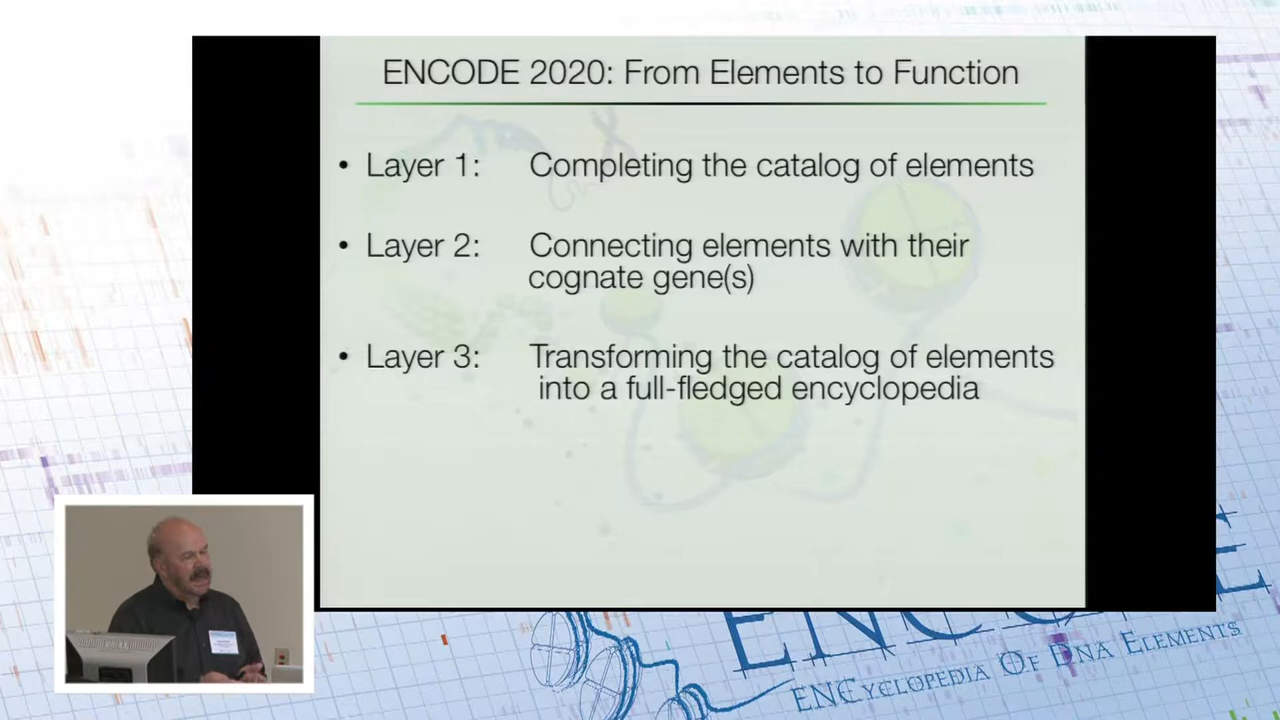 ENCODE 2020: From Elements to Function
• Layer 1: Completing the catalog of elements
• Layer 2: Connecting elements with their
cognate gene(s)
• Layer 3: Transforming the catalog of elements
into a full-fledged encyclopedia
ENCODE
ENCYCLOPEDIA OF DNA ELEMENTS